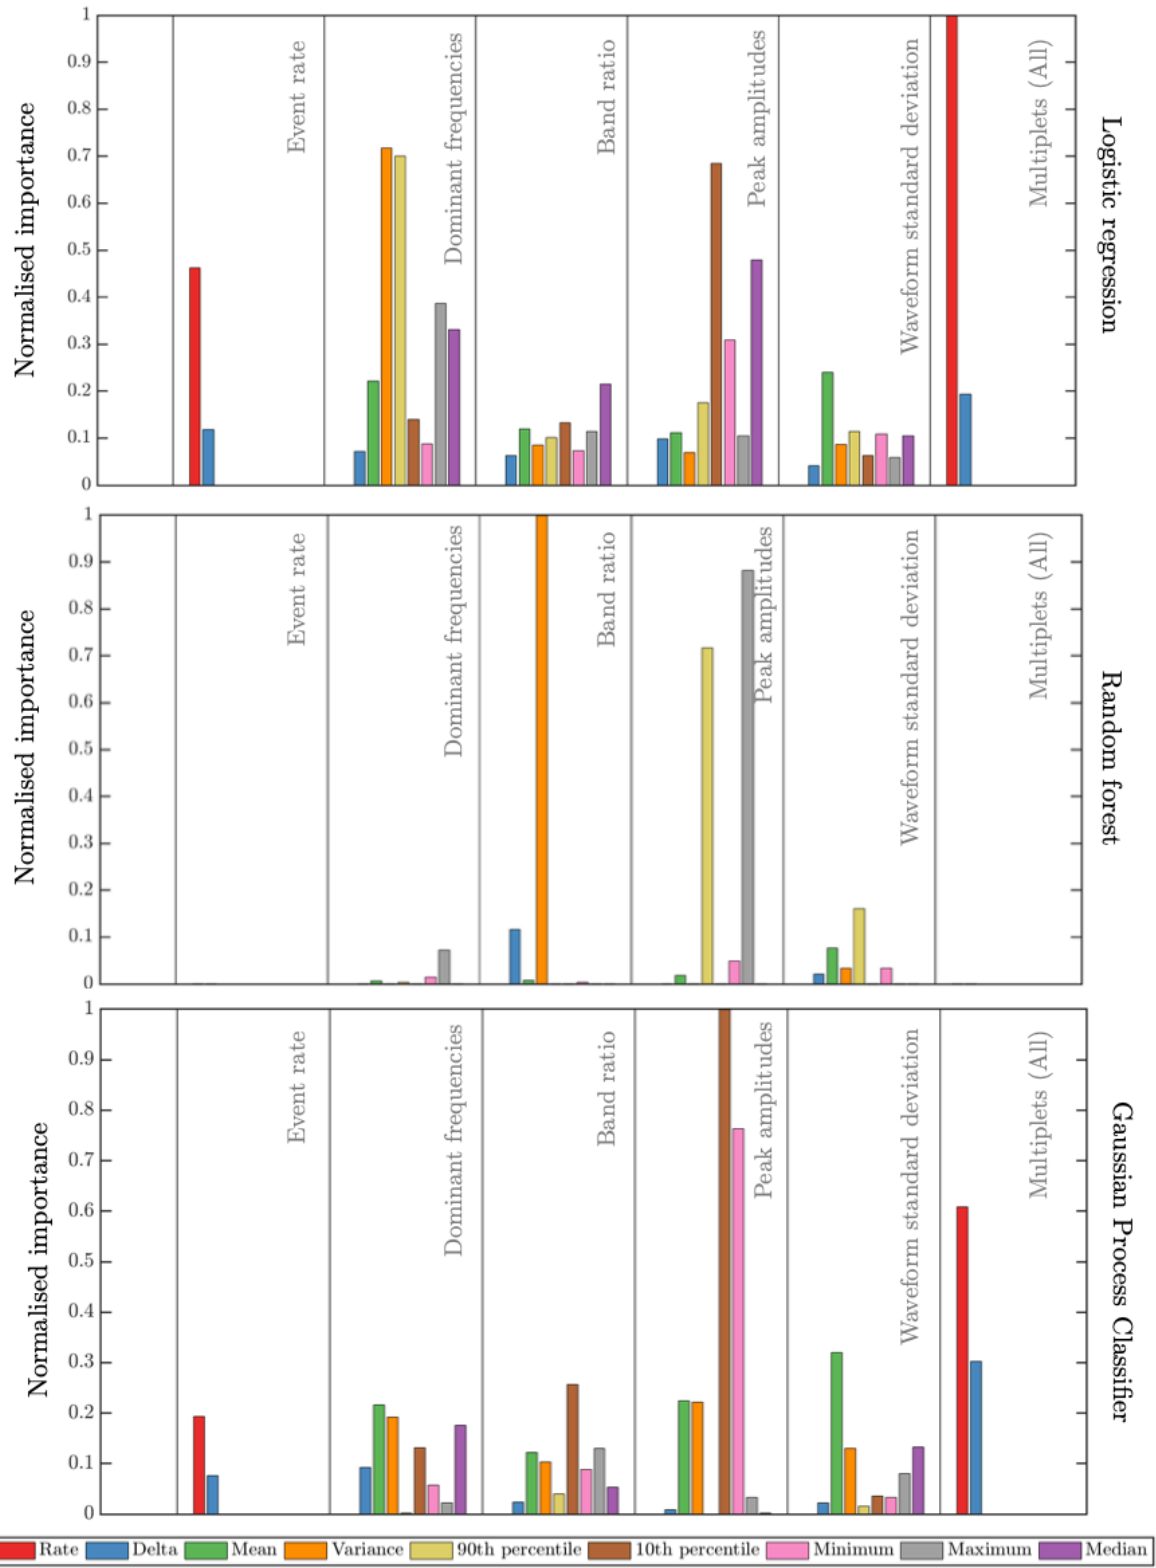 Normalised importance
1
0.9
0.8
0.7
0.6
0.5
0.4
0.3
0.2
0.1
0
Event rate
Dominant frequencies
Band ratio
Peak amplitudes
Waveform standard deviation
Multiplets (All)
Logistic regression
Normalised importance
1
0.9
0.8
0.7
0.6
0.5
0.4
0.3
0.2
0.1
0
Event rate
Dominant frequencies
Band ratio
Peak amplitudes
Waveform standard deviation
Multiplets (All)
Random forest
Normalised importance
1
0.9
0.8
0.7
0.6
0.5
0.4
0.3
0.2
0.1
0
Event rate
Dominant frequencies
Band ratio
Peak amplitudes
Waveform standard deviation
Multiplets (All)
Gaussian Process Classifier
Rate Delta Mean Variance 90th percentile 10th percentile Minimum Maximum Median